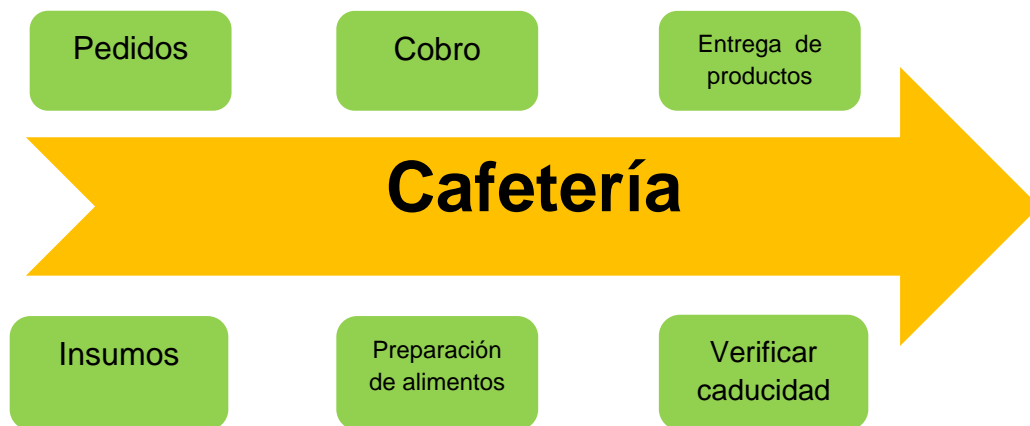 Pedidos
Cobro
Entrega de
productos
Cafetería
Insumos
Preparación
de alimentos
Verificar
caducidad